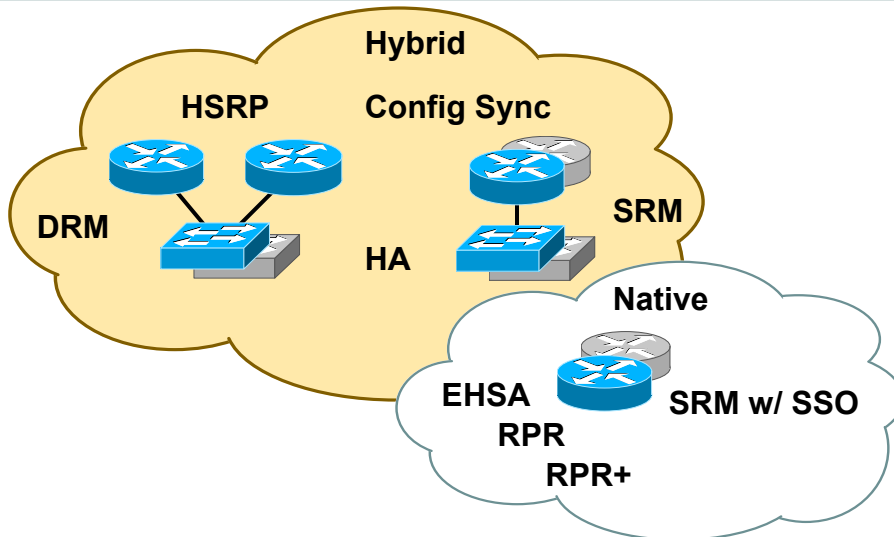 Hybrid
HSRP
Config Sync
DRM
SRM
HA
Native
EHSA
SRM w/ SSO
RPR
RPR+